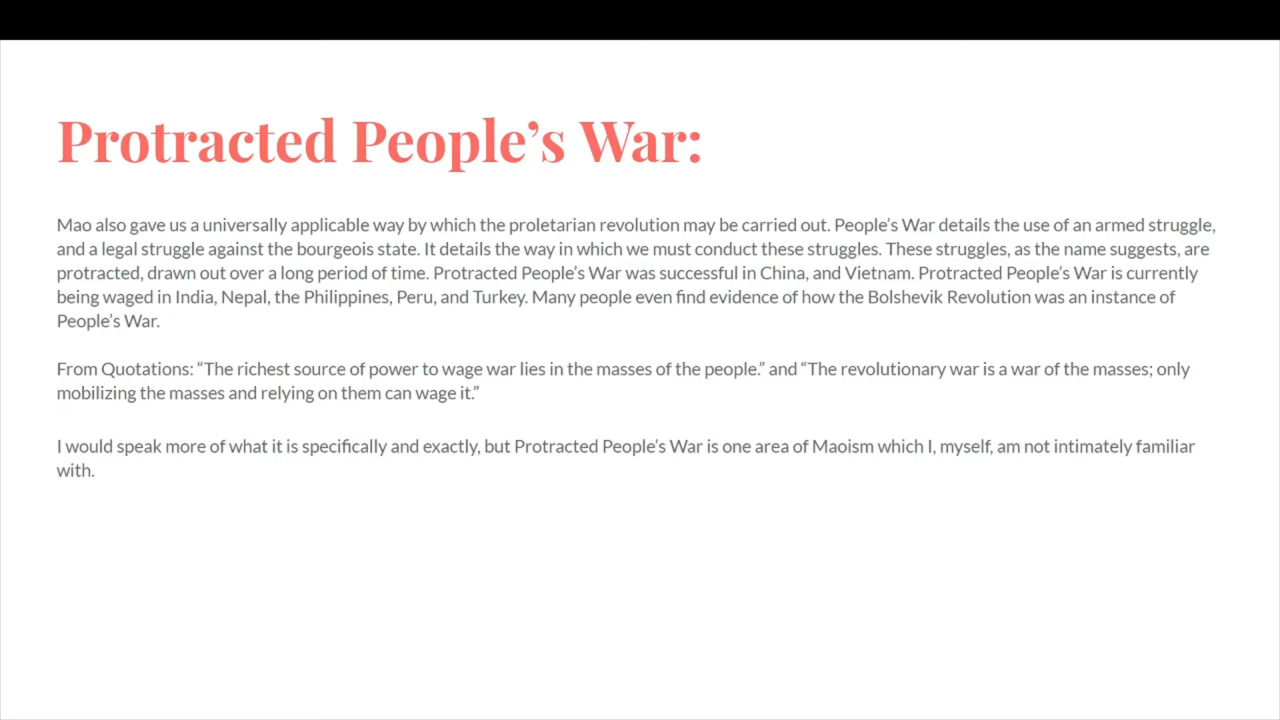 Protracted People’s War:
Mao also gave us a universally applicable way by which the proletarian revolution may be carried out. People’s War details the use of an armed struggle,
and a legal struggle against the bourgeois state. It details the way in which we must conduct these struggles. These struggles, as the name suggests, are
protracted, drawn out over a long period of time. Protracted People’s War was successful in China, and Vietnam. Protracted People’s War is currently
being waged in India, Nepal, the Philippines, Peru, and Turkey. Many people even find evidence of how the Bolshevik Revolution was an instance of
People’s War.
From Quotations: “The richest source of power to wage war lies in the masses of the people.” and “The revolutionary war is a war of the masses; only
mobilizing the masses and relying on them can wage it.”
I would speak more of what it is specifically and exactly, but Protracted People’s War is one area of Maoism which I, myself, am not intimately familiar
with.